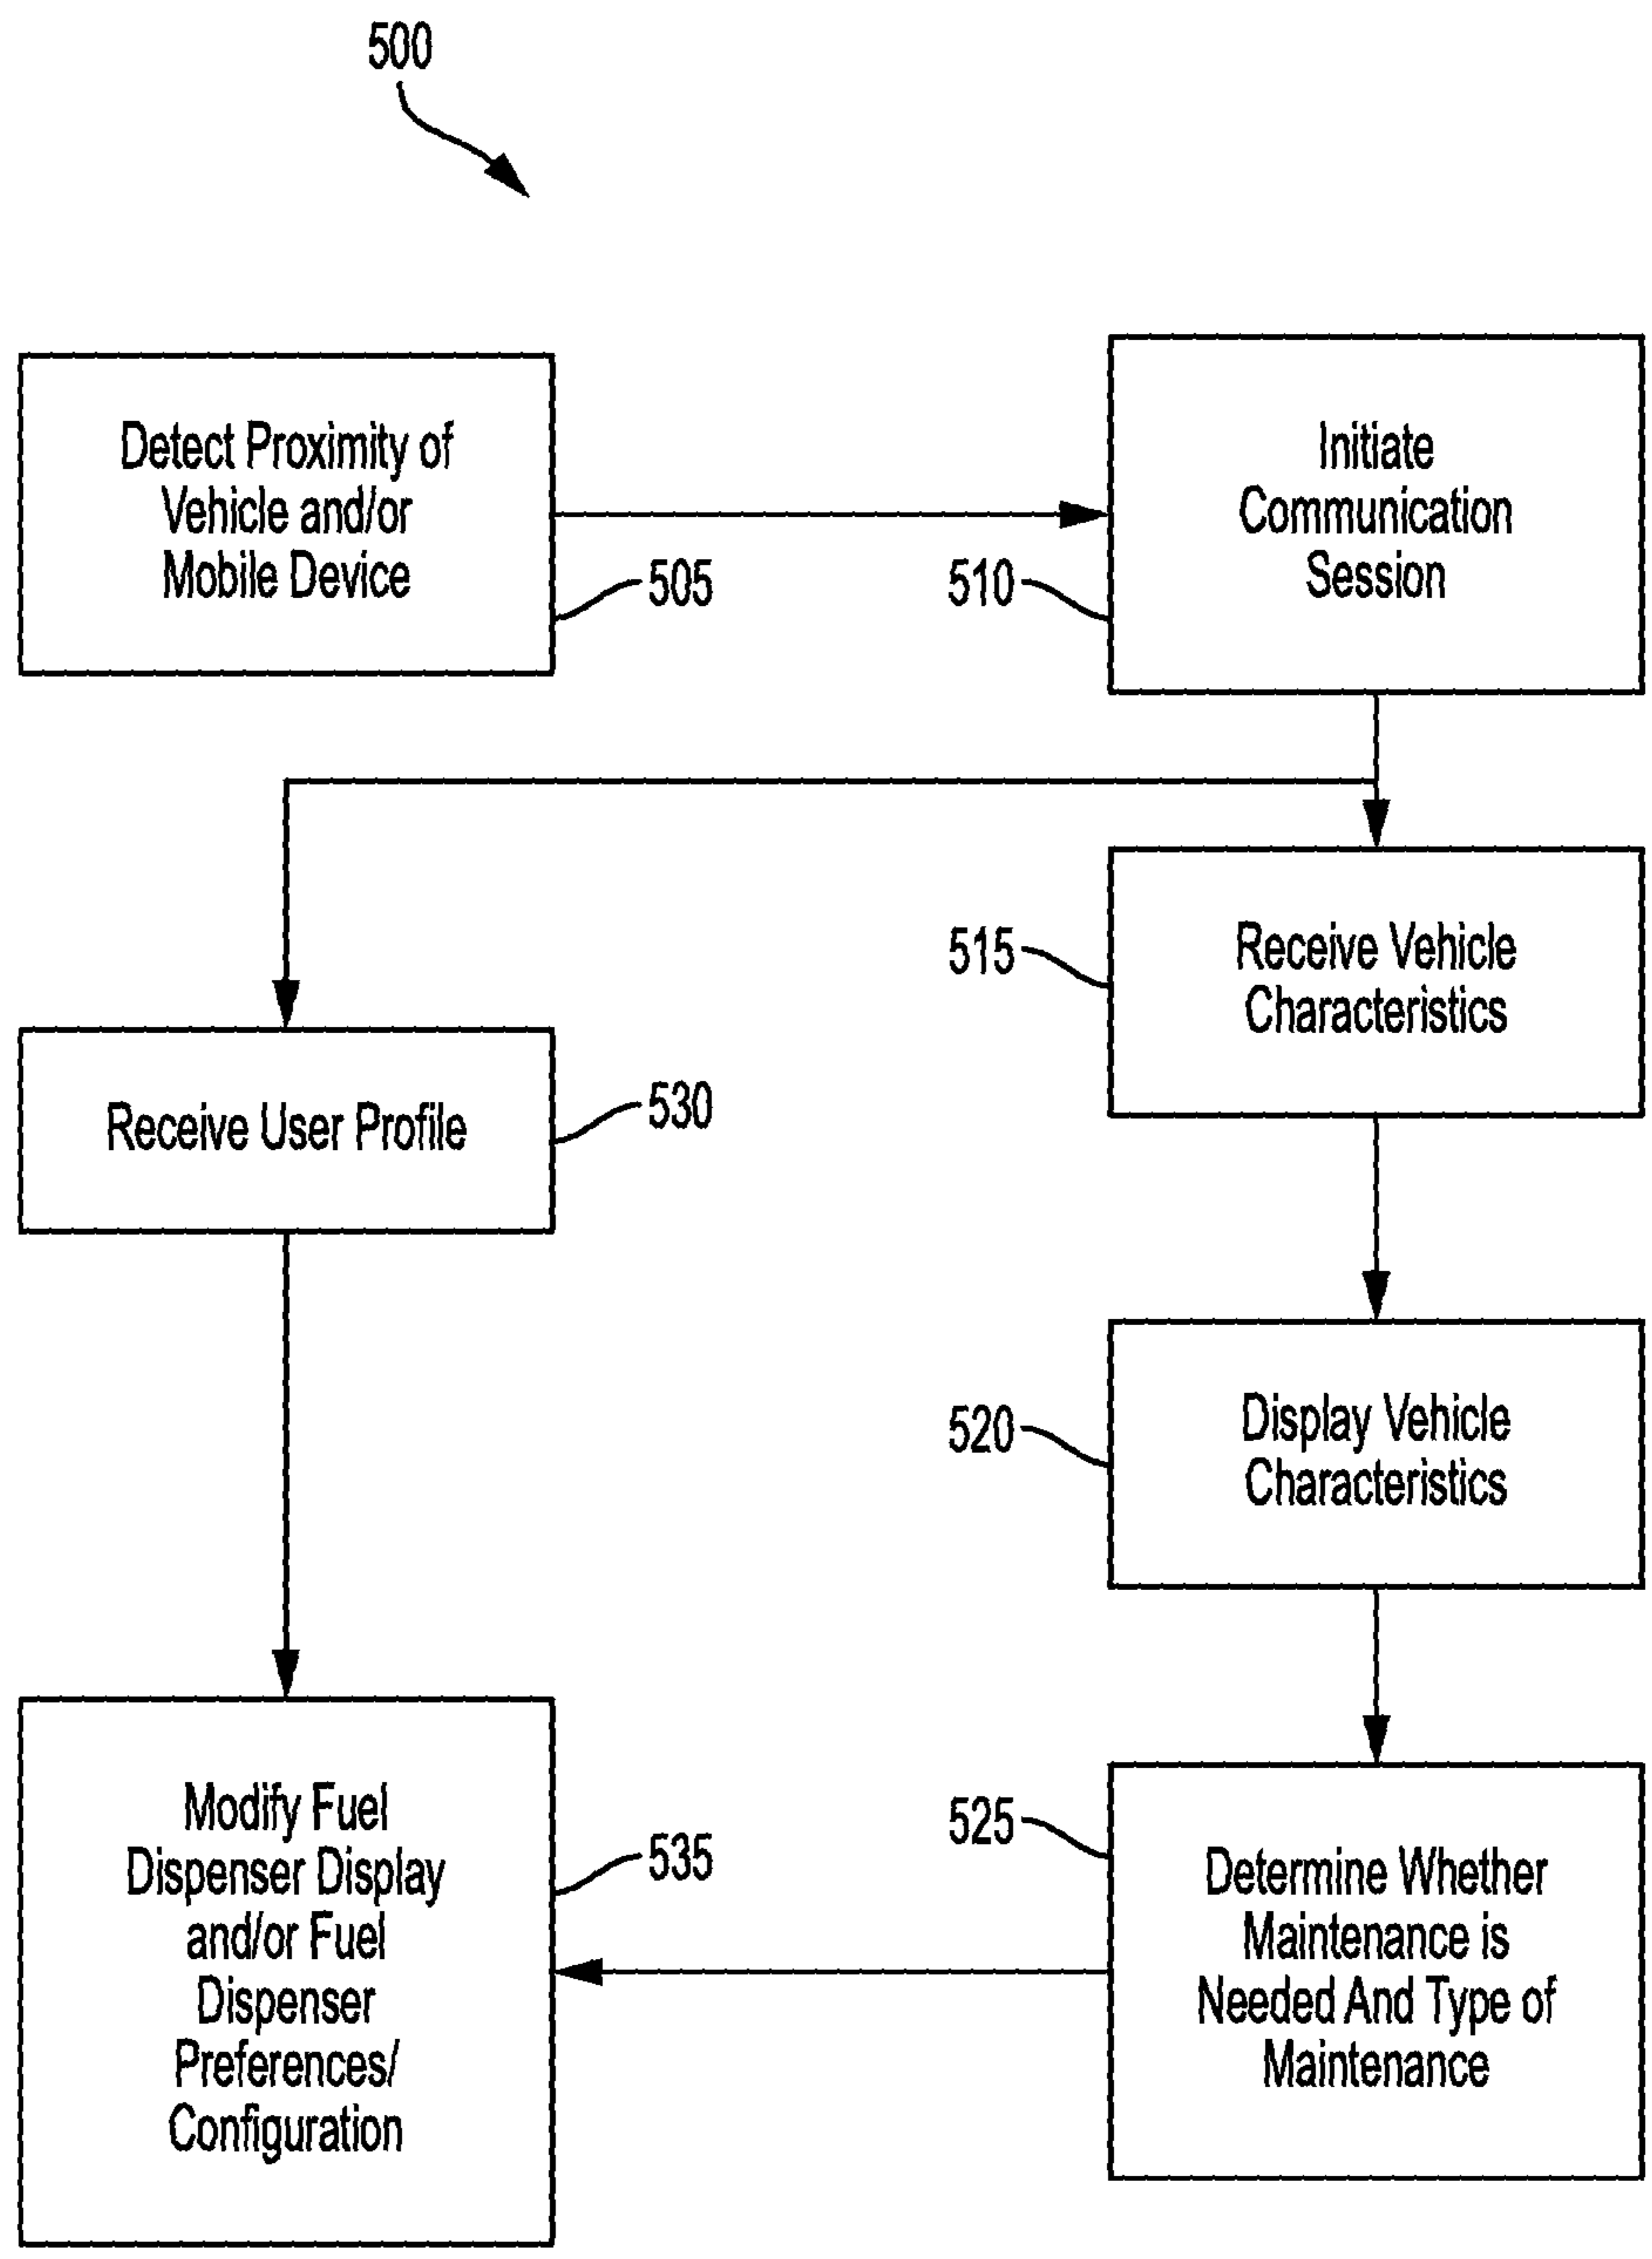 500
Detect Proximity of
Vehicle and/or
Mobile Device
505
510
Initiate
Communication
Session
515
Receive Vehicle
Characteristics
Receive User Profile
530
520
Display Vehicle
Characteristics
Modify Fuel
Dispenser Display
and/or Fuel
Dispenser
Preferences/
Configuration
535
525
Determine Whether
Maintenance is
Needed And Type of
Maintenance